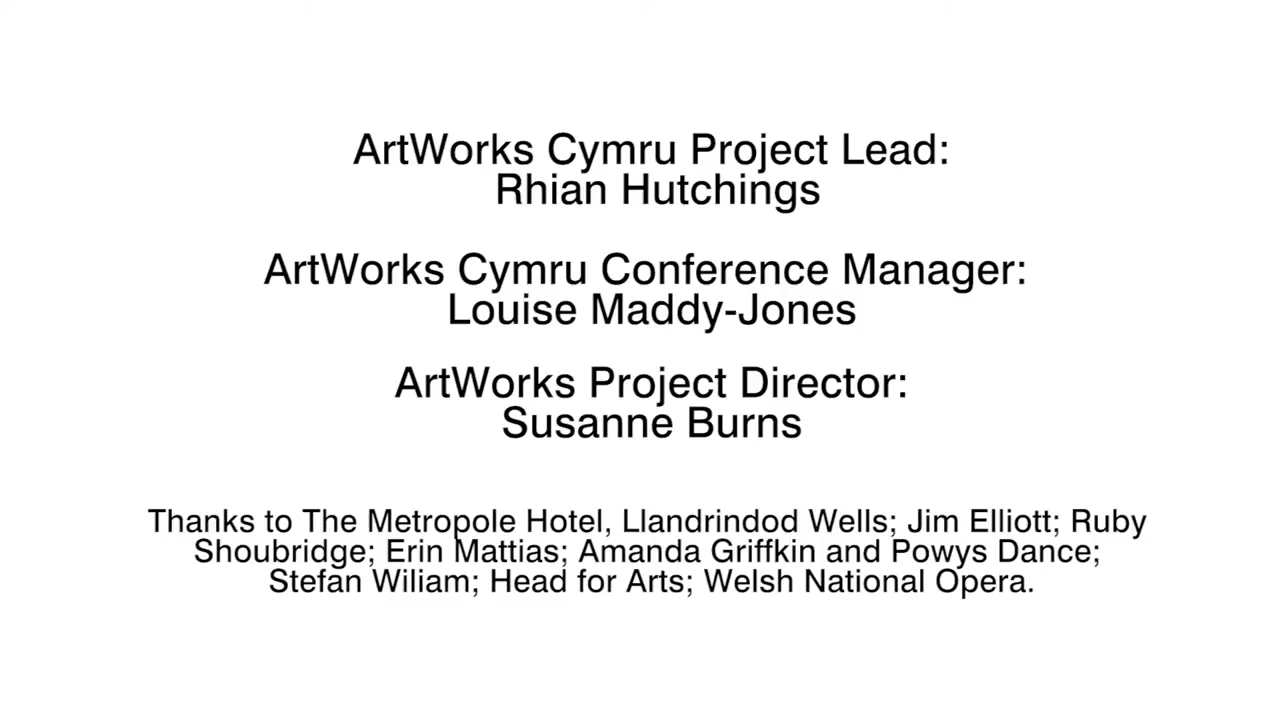 ArtWorks Cymru Project Lead:
Rhian Hutchings
ArtWorks Cymru Conference Manager:
Louise Maddy-Jones
ArtWorks Project Director:
Susanne Burns
Thanks to The Metropole Hotel, Llandrindod Wells; Jim Elliott; Ruby
Shoubridge; Erin Mattias; Amanda Griffkin and Powys Dance;
Stefan Wiliam; Head for Arts; Welsh National Opera.